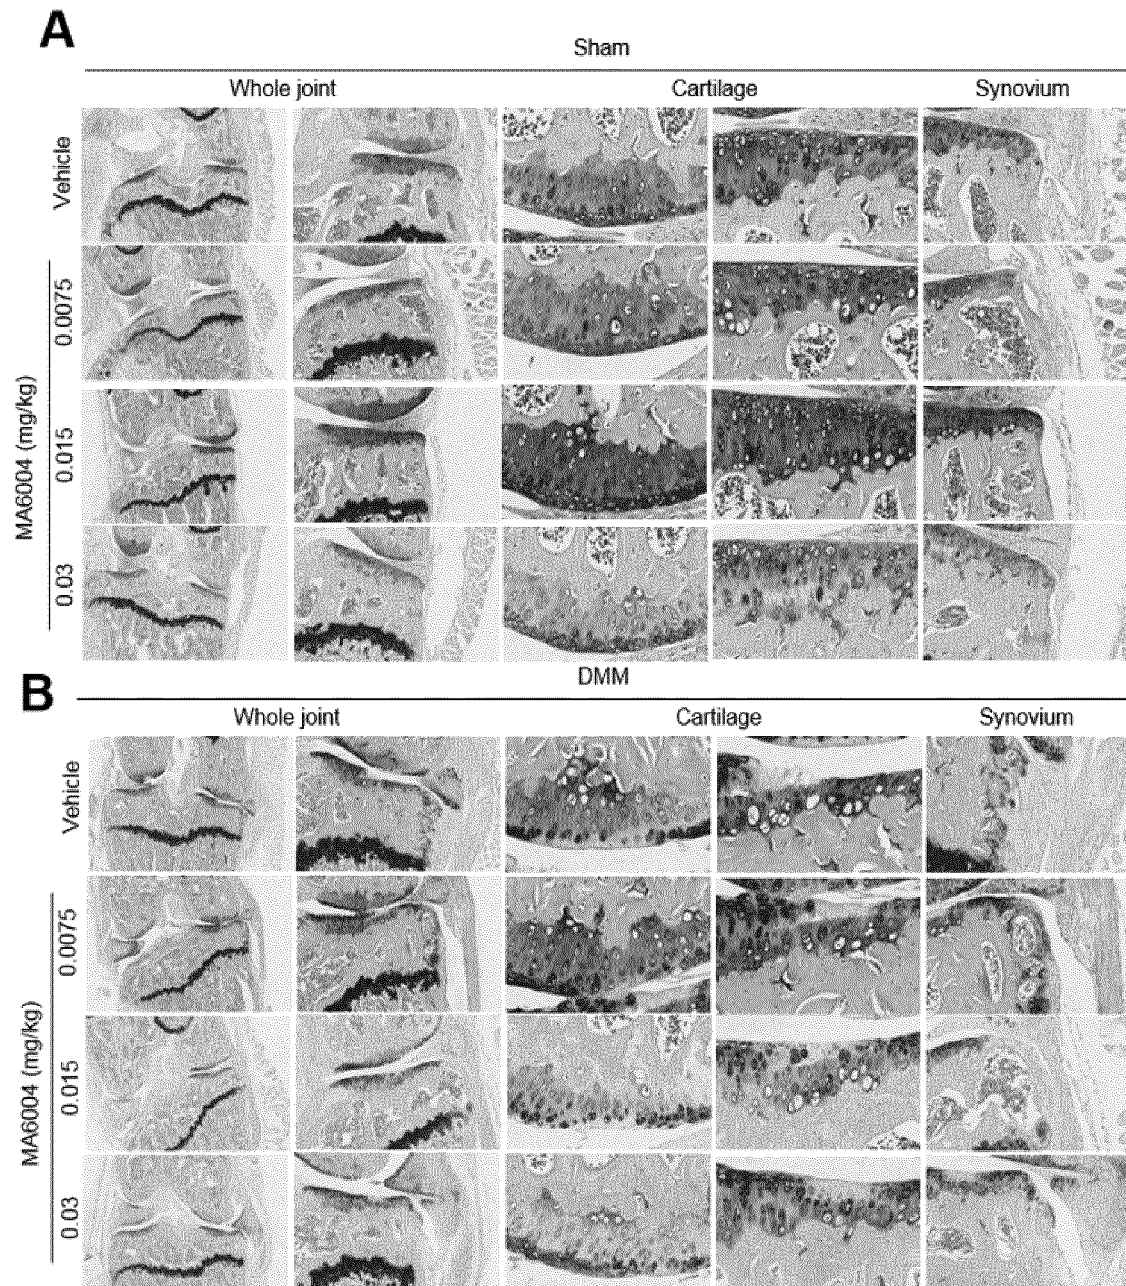 A
Sham
Whole joint Cartilage Synovium
Vehicle
0.0075
0.015
0.03
MA6004 (mg/kg)
B
DMM
Whole joint Cartilage Synovium
Vehicle
0.0075
0.015
0.03
MA6004 (mg/kg)